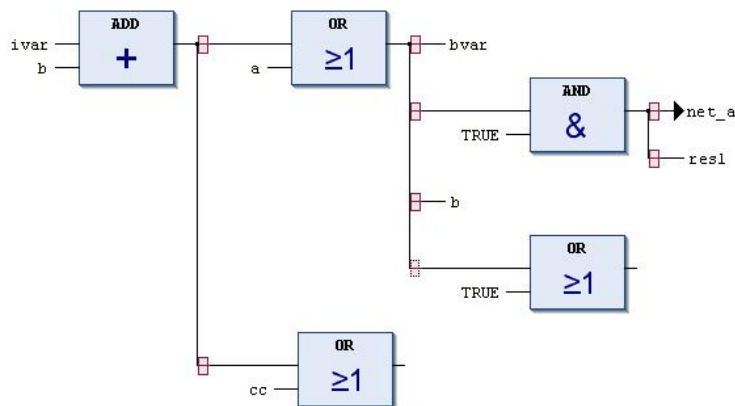 ADD
OR
ivar
+
≥1
bvar
b
a
AND
&
net_a
TRUE
resl
b
OR
TRUE
≥1
OR
cc
≥1